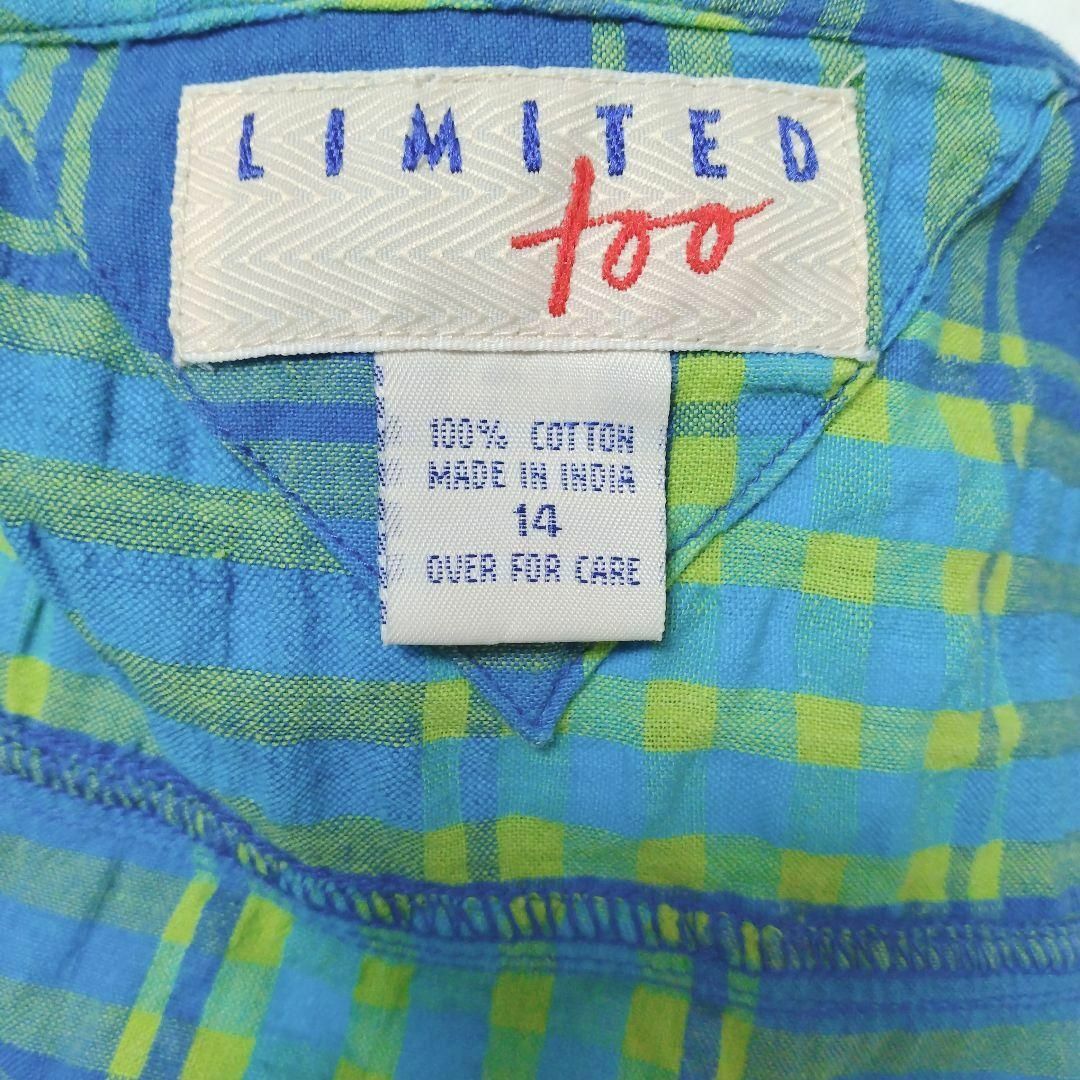 LIMITED
too
100% COTTON
MADE IN INDIA
14
OVER FOR CARE